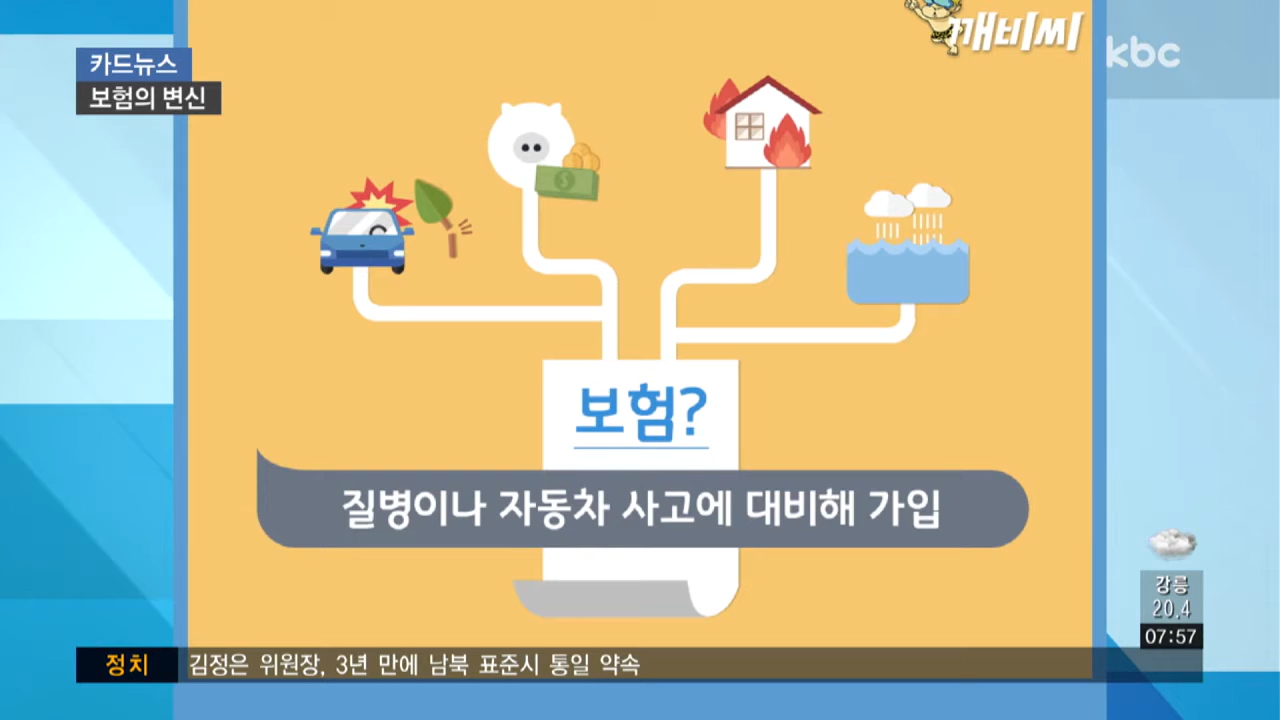 깨비씨
kbc
카드뉴스
보험의 변신
보험?
질병이나 자동차 사고에 대비해 가입
강릉
20.4
07:57
정치 김정은 위원장, 3년 만에 남북 표준시 통일 약속